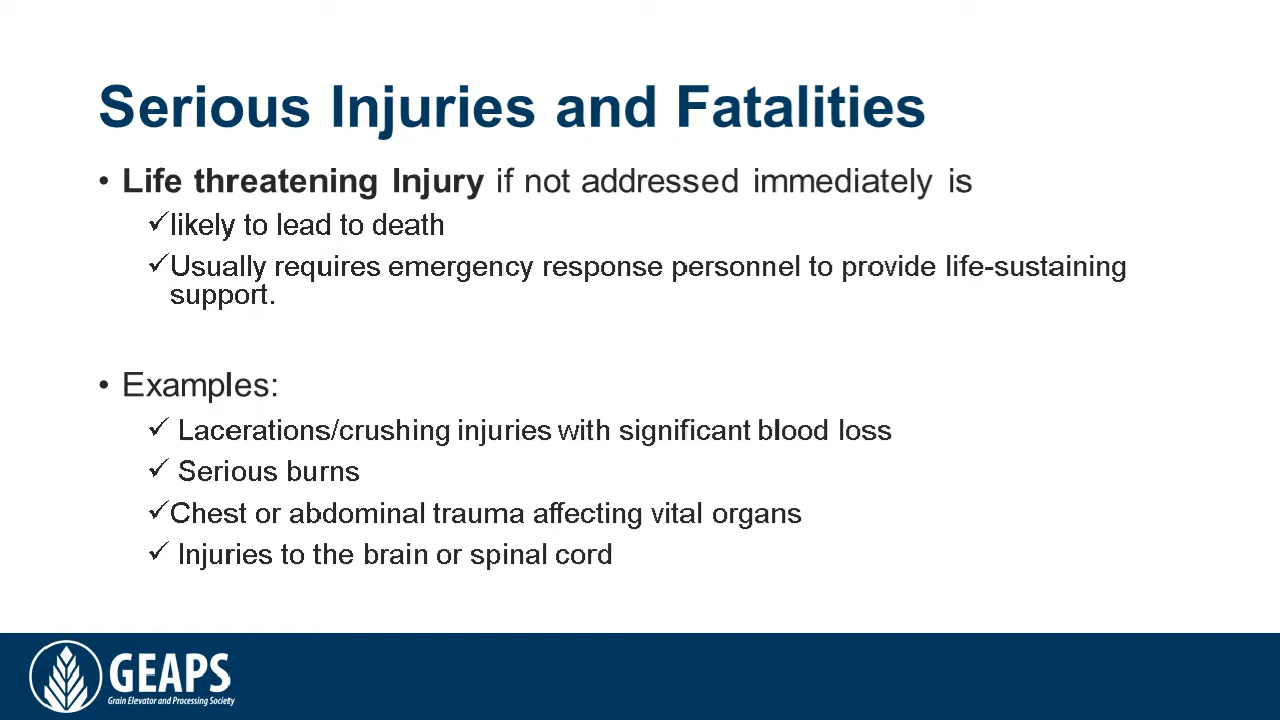 Serious Injuries and Fatalities
• Life threatening Injury if not addressed immediately is
✓likely to lead to death
✓Usually requires emergency response personnel to provide life-sustaining
support.
• Examples:
✓ Lacerations/crushing injuries with significant blood loss
✓ Serious burns
✓Chest or abdominal trauma affecting vital organs
✓ Injuries to the brain or spinal cord
GEAPS
Grain Elevator and Processing Society